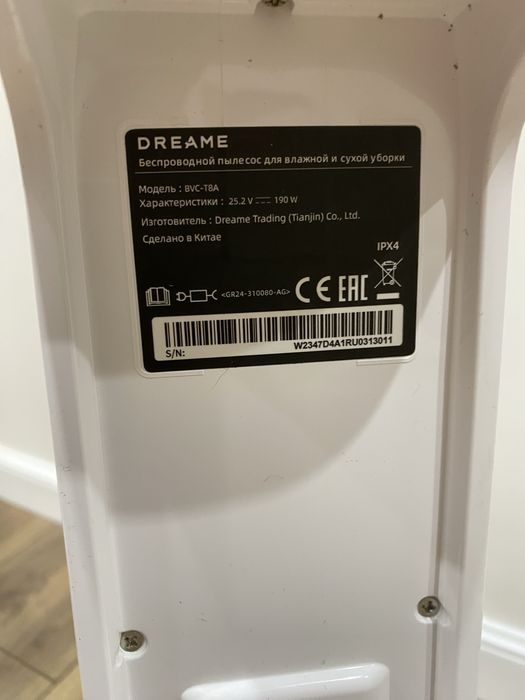 DREAME
Беспроводной пылесос для влажной и сухой уборки
Модель : BVC-T8A
Характеристики : 25.2 V ⎓ 190 W
Изготовитель : Dreame Trading (Tianjin) Co., Ltd.
Сделано в Китае
IPX4
<GR24-310080-AG>
CE EAC
S/N: W2347D4A1RU0313011